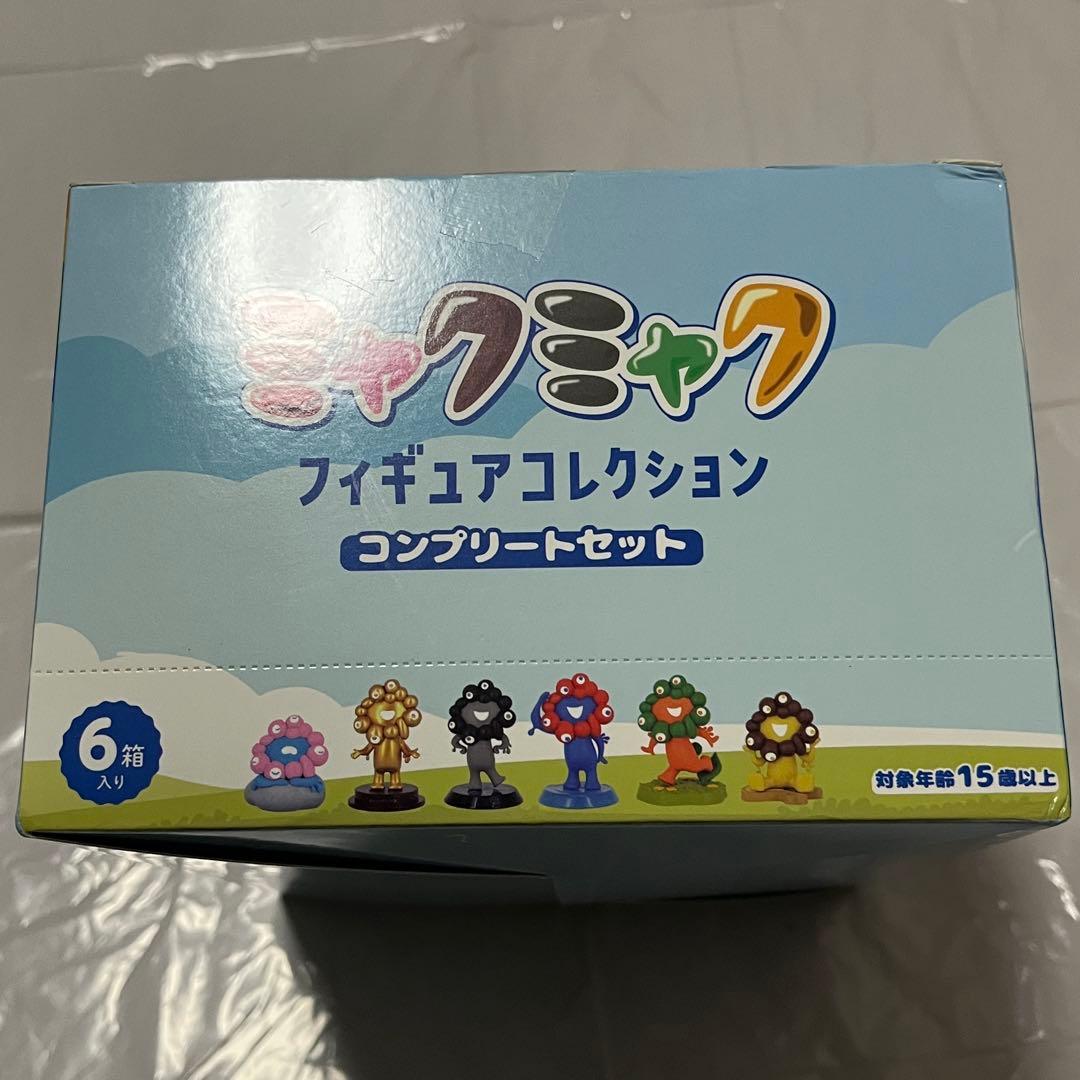 ミャクミャク
フィギュアコレクション
コンプリートセット
6箱
入り
対象年齢15歳以上